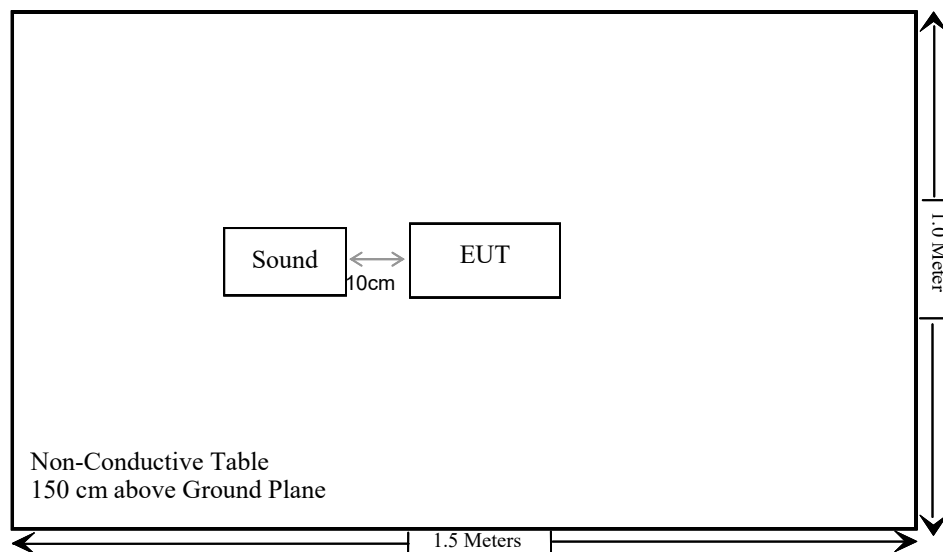 Sound
EUT
10cm
1.0 Meter
Non-Conductive Table
150 cm above Ground Plane
1.5 Meters